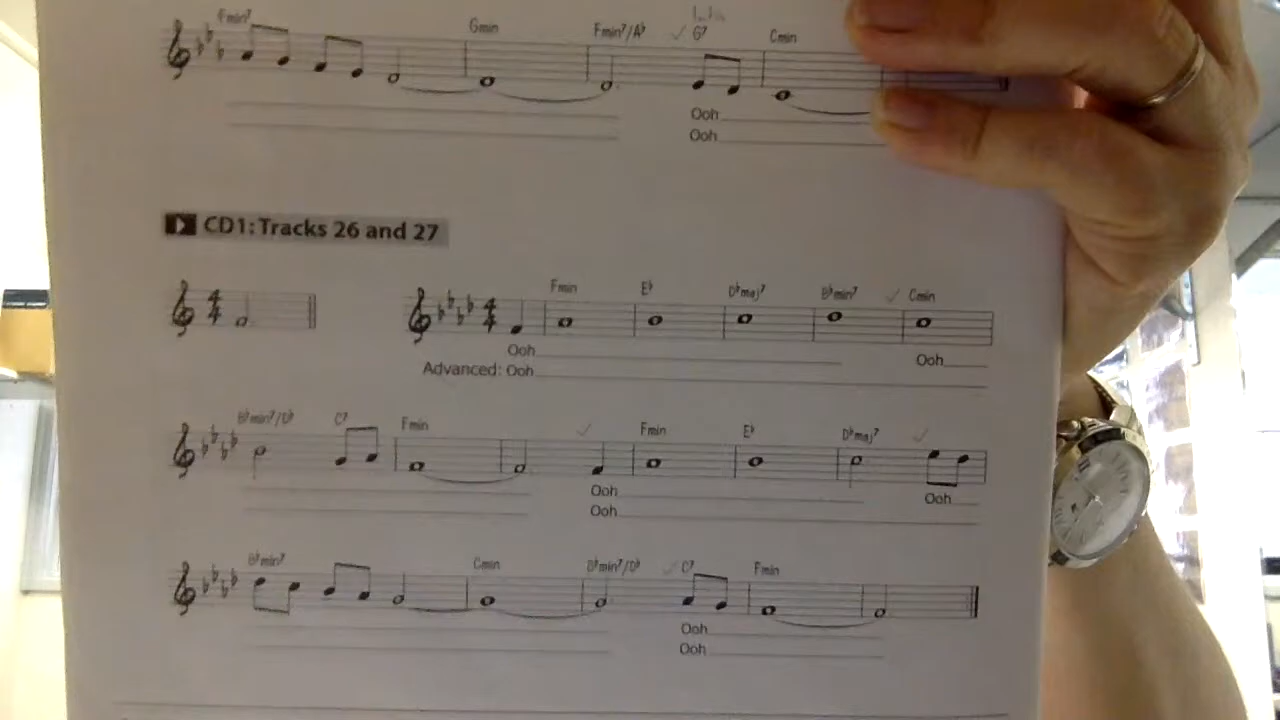 Fmin7 Gmin Fmin7/A♭ G7 Cmin
Ooh
Ooh
CD1: Tracks 26 and 27
Fmin E♭ D♭maj7 B♭min7 Cmin
Ooh Ooh
Advanced: Ooh
B♭min7/D♭ C7 Fmin Fmin E♭ D♭maj7
Ooh Ooh
Ooh
B♭min7 Cmin B♭min7/D♭ C7 Fmin
Ooh
Ooh